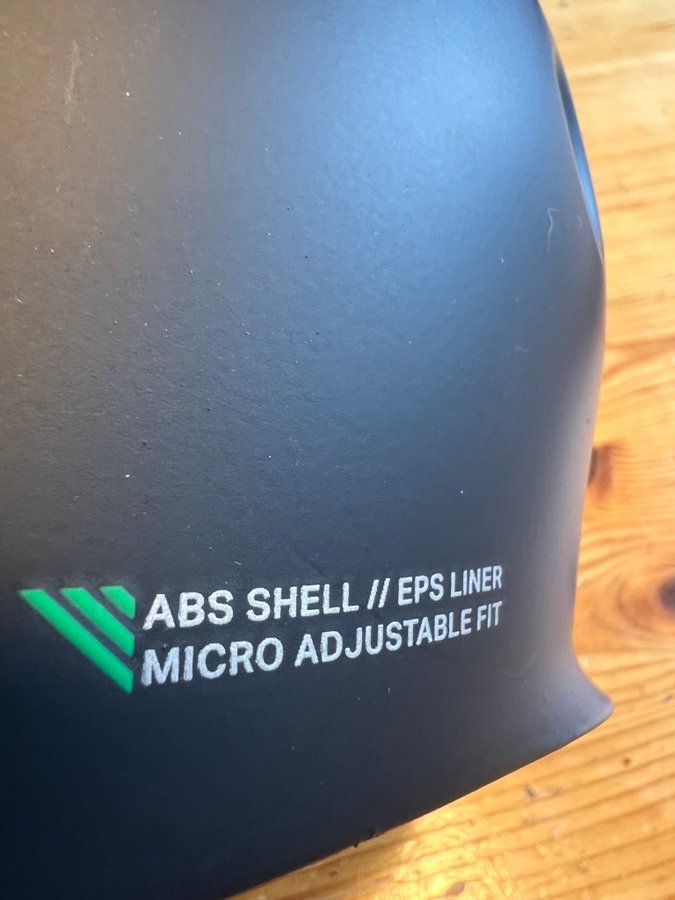 ABS SHELL // EPS LINER
MICRO ADJUSTABLE FIT